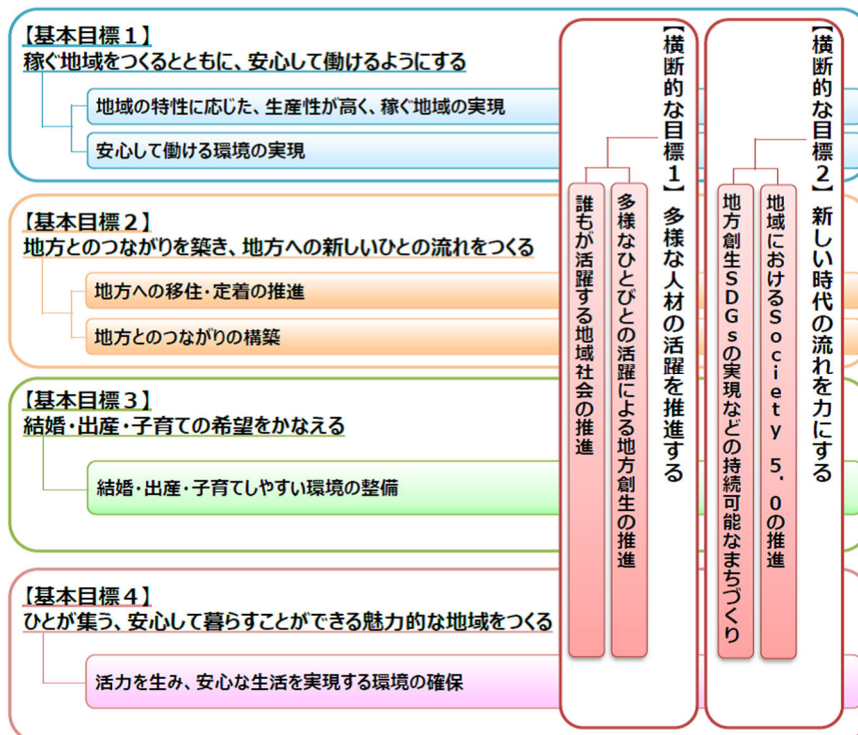 【基本目標１】
稼ぐ地域をつくるとともに、安心して働けるようにする
地域の特性に応じた、生産性が高く、稼ぐ地域の実現
安心して働ける環境の実現
【基本目標２】
地方とのつながりを築き、地方への新しいひとの流れをつくる
地方への移住・定着の推進
地方とのつながりの構築
【基本目標３】
結婚・出産・子育ての希望をかなえる
結婚・出産・子育てしやすい環境の整備
【基本目標４】
ひとが集う、安心して暮らすことができる魅力的な地域をつくる
活力を生み、安心な生活を実現する環境の確保
【横断的な目標１】多様な人材の活躍を推進する
多様なひとびとの活躍による地方創生の推進
誰もが活躍する地域社会の推進
【横断的な目標２】新しい時代の流れを力にする
地域におけるＳｏｃｉｅｔｙ　５．０の推進
地方創生ＳＤＧｓの実現などの持続可能なまちづくり